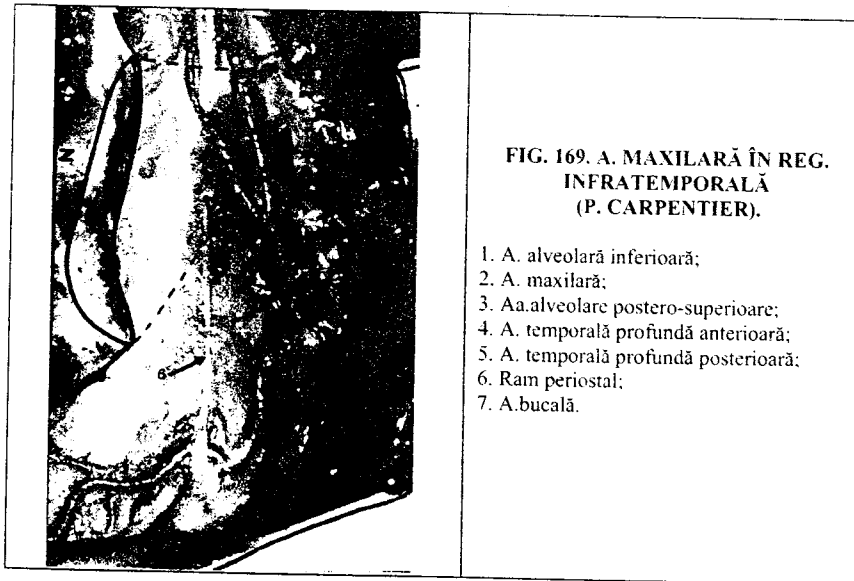 FIG. 169. A. MAXILARĂ ÎN REG.
INFRATEMPORALĂ
(P. CARPENTIER).
1. A. alveolară inferioară;
2. A. maxilară;
3. Aa.alveolare postero-superioare;
4. A. temporală profundă anterioară;
5. A. temporală profundă posterioară;
6. Ram periostal;
7. A.bucală.
6